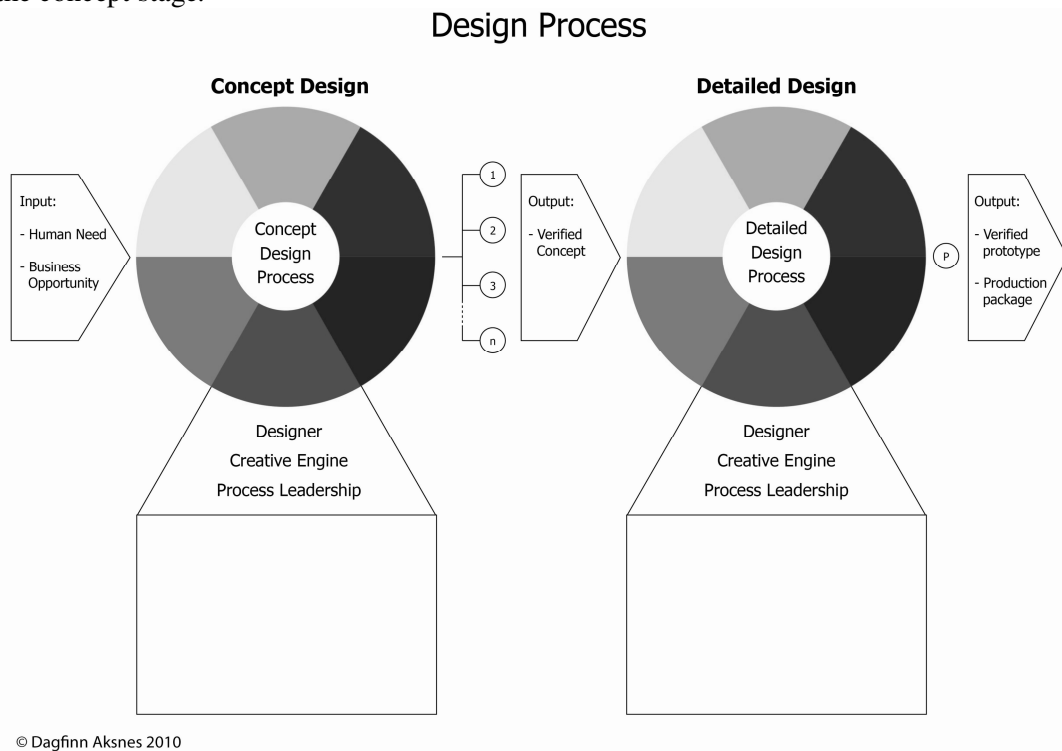 the concept stage.
Design Process
Concept Design
Detailed Design
Input:
- Human Need
- Business
Opportunity
Concept
Design
Process
1
2
3
n
Output:
- Verified
Concept
Detailed
Design
Process
P
Output:
- Verified
prototype
- Production
package
Designer
Creative Engine
Process Leadership
Designer
Creative Engine
Process Leadership
© Dagfinn Aksnes 2010